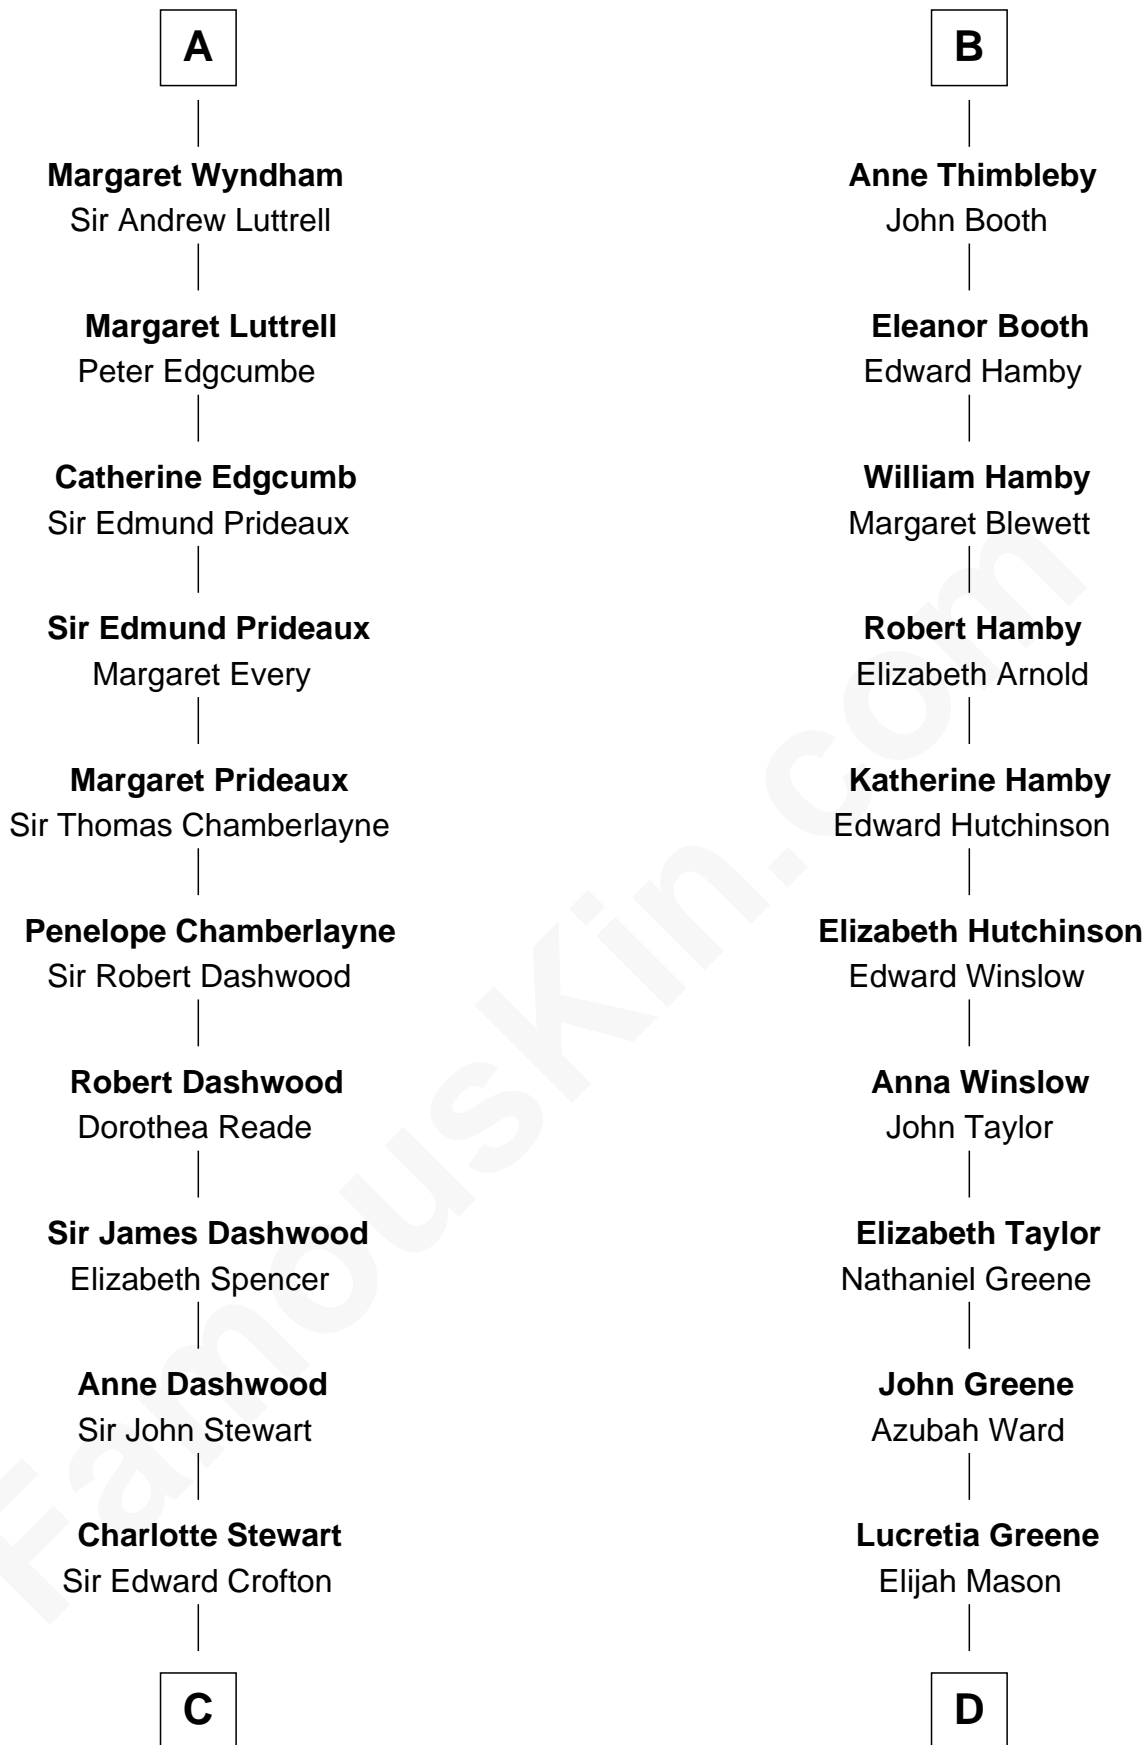 A
Margaret Wyndham
Sir Andrew Luttrell
Margaret Luttrell
Peter Edgcumbe
Catherine Edgcumb
Sir Edmund Prideaux
Sir Edmund Prideaux
Margaret Every
Margaret Prideaux
Sir Thomas Chamberlayne
Penelope Chamberlayne
Sir Robert Dashwood
Robert Dashwood
Dorothea Reade
Sir James Dashwood
Elizabeth Spencer
Anne Dashwood
Sir John Stewart
Charlotte Stewart
Sir Edward Crofton
C
B
Anne Thimbleby
John Booth
Eleanor Booth
Edward Hamby
William Hamby
Margaret Blewett
Robert Hamby
Elizabeth Arnold
Katherine Hamby
Edward Hutchinson
Elizabeth Hutchinson
Edward Winslow
Anna Winslow
John Taylor
Elizabeth Taylor
Nathaniel Greene
John Greene
Azubah Ward
Lucretia Greene
Elijah Mason
D
FamousKin.com